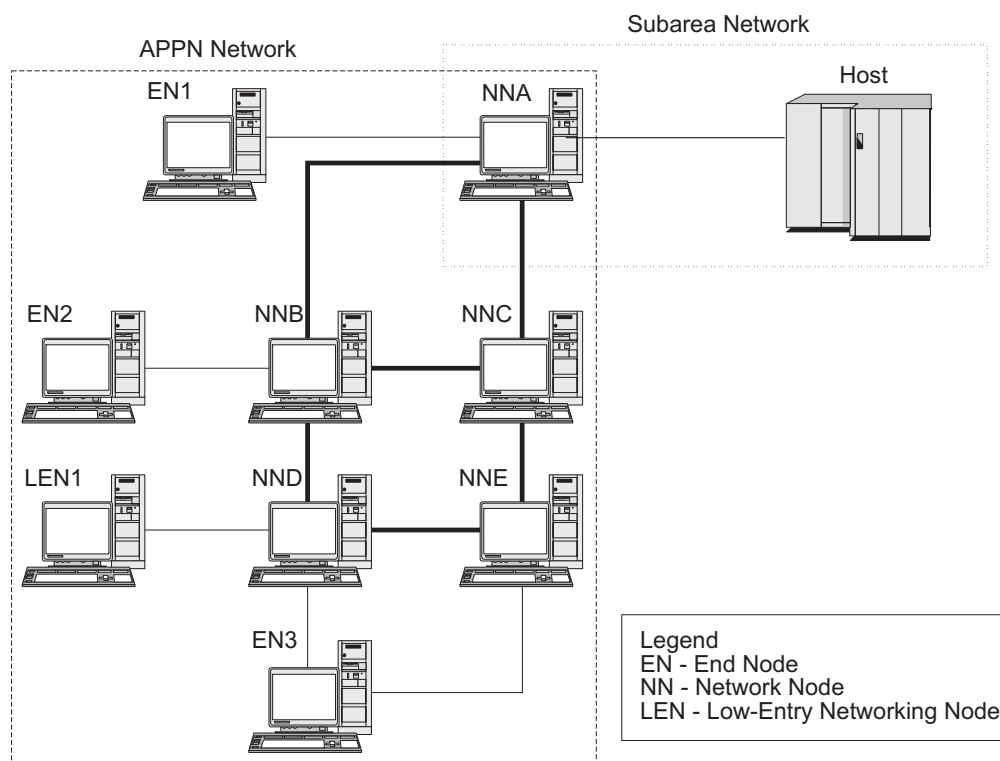 Subarea Network
APPN Network
EN1
NNA
Host
EN2
NNB
NNC
LEN1
NND
NNE
EN3
Legend
EN - End Node
NN - Network Node
LEN - Low-Entry Networking Node